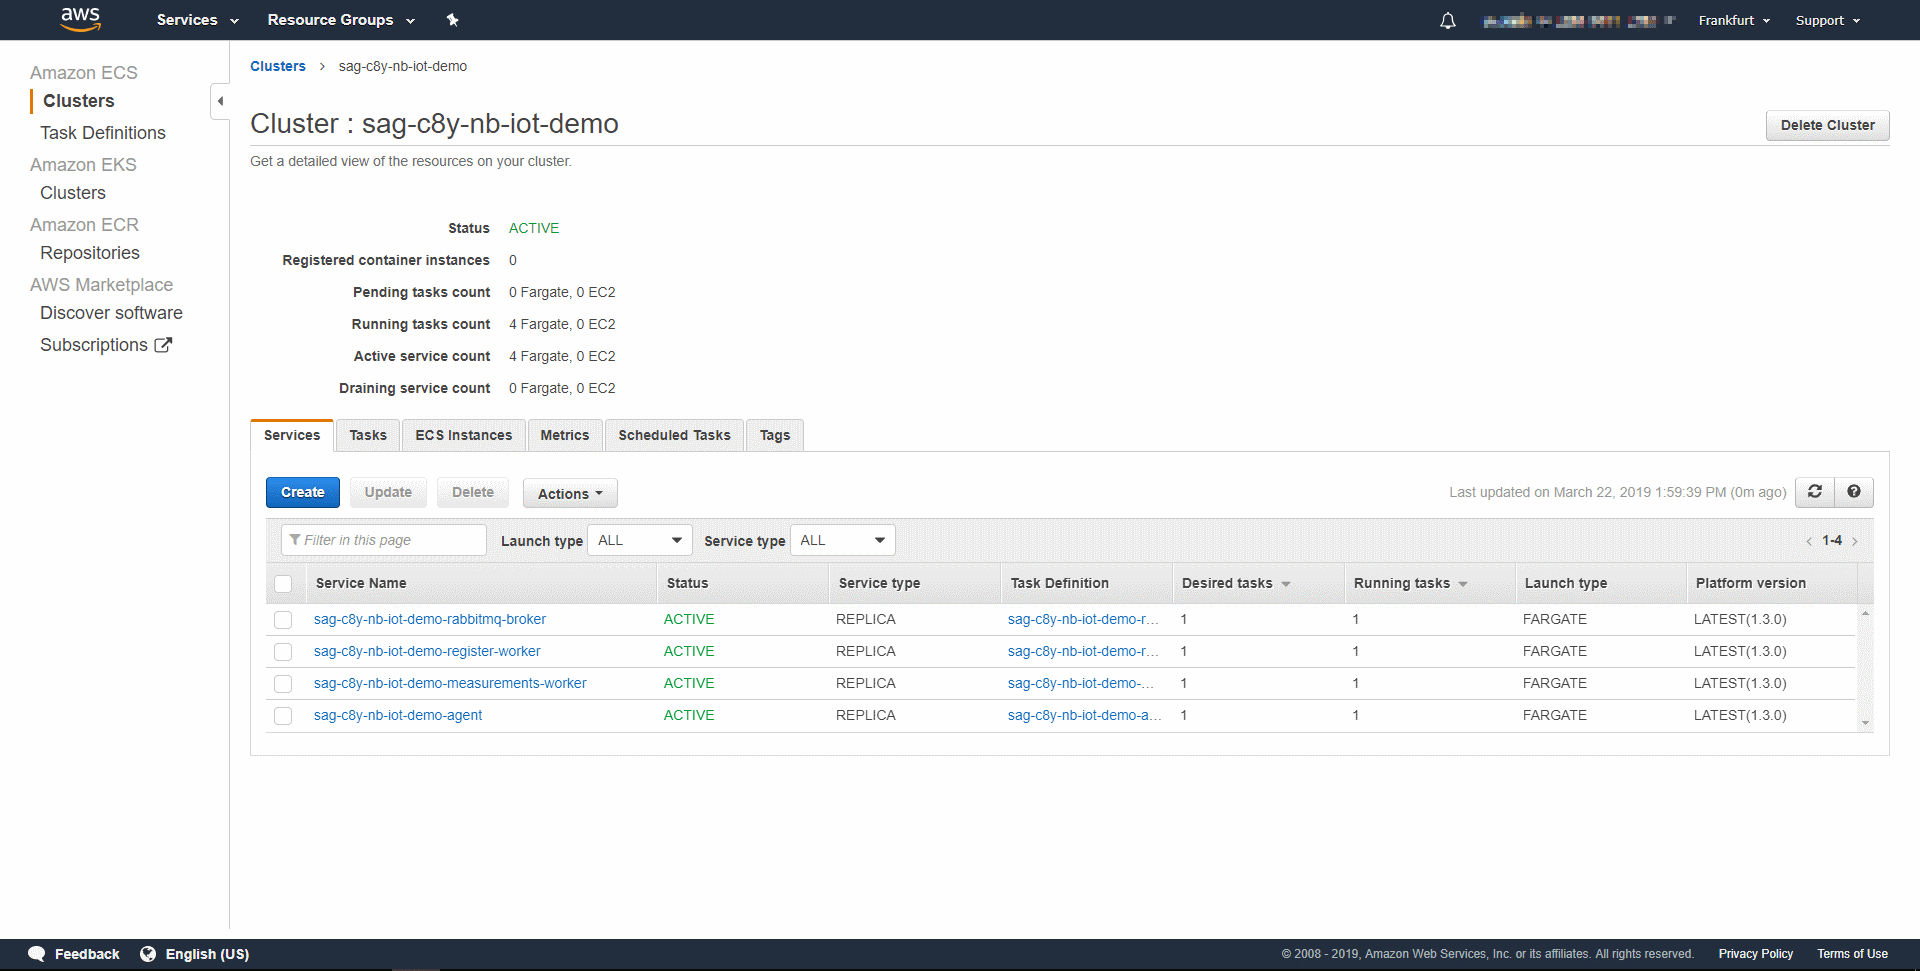 aws Services Resource Groups Frankfurt Support
Amazon ECS
Clusters
Task Definitions
Amazon EKS
Clusters
Amazon ECR
Repositories
AWS Marketplace
Discover software
Subscriptions
Clusters > sag-c8y-nb-iot-demo
Cluster : sag-c8y-nb-iot-demo
Delete Cluster
Get a detailed view of the resources on your cluster.
Status ACTIVE
Registered container instances 0
Pending tasks count 0 Fargate, 0 EC2
Running tasks count 4 Fargate, 0 EC2
Active service count 4 Fargate, 0 EC2
Draining service count 0 Fargate, 0 EC2
Services Tasks ECS Instances Metrics Scheduled Tasks Tags
Create Update Delete Actions Last updated on March 22, 2019 1:59:39 PM (0m ago)
Filter in this page Launch type ALL Service type ALL < 1-4 >
Service Name Status Service type Task Definition Desired tasks Running tasks Launch type Platform version
sag-c8y-nb-iot-demo-rabbitmq-broker ACTIVE REPLICA sag-c8y-nb-iot-demo-r... 1 1 FARGATE LATEST(1.3.0)
sag-c8y-nb-iot-demo-register-worker ACTIVE REPLICA sag-c8y-nb-iot-demo-r... 1 1 FARGATE LATEST(1.3.0)
sag-c8y-nb-iot-demo-measurements-worker ACTIVE REPLICA sag-c8y-nb-iot-demo-... 1 1 FARGATE LATEST(1.3.0)
sag-c8y-nb-iot-demo-agent ACTIVE REPLICA sag-c8y-nb-iot-demo-a... 1 1 FARGATE LATEST(1.3.0)
Feedback English (US) © 2008 - 2019, Amazon Web Services, Inc. or its affiliates. All rights reserved. Privacy Policy Terms of Use